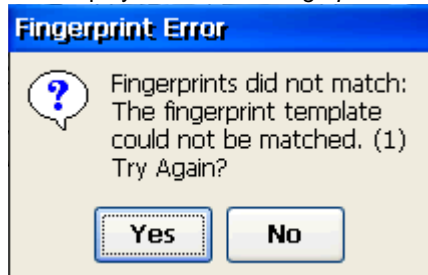 Fingerprint Error
Fingerprints did not match:
The fingerprint template
could not be matched. (1)
Try Again?
Yes No